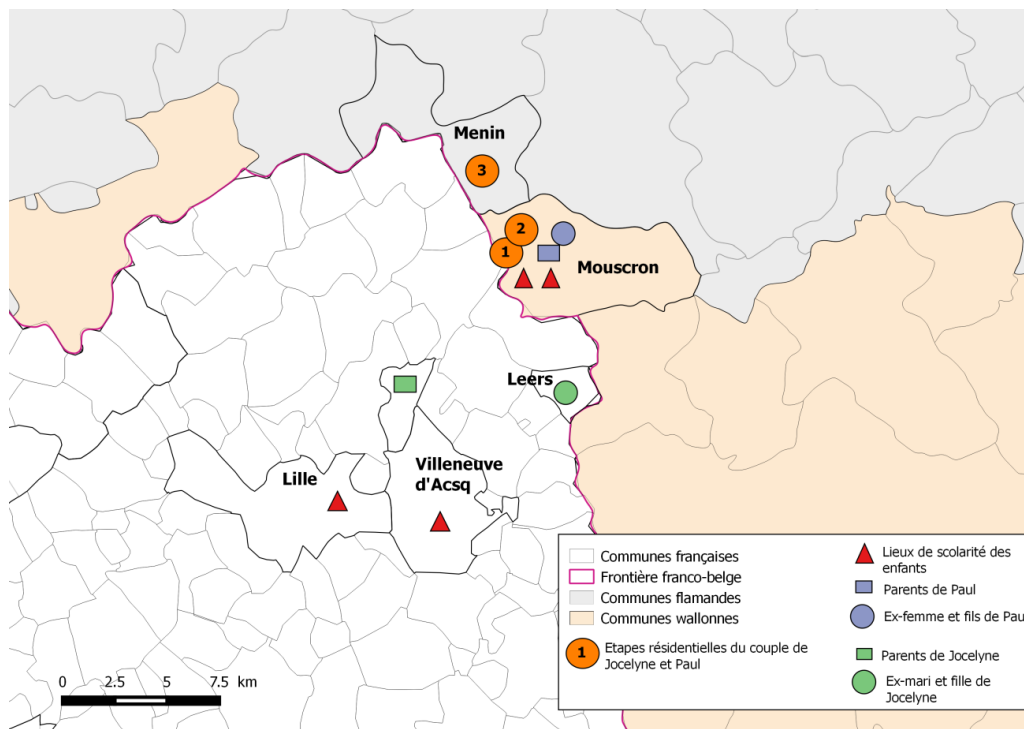 Menin
3
2
1
Mouscron
Leers
Villeneuve
d'Acsq
Lille
Communes françaises
Frontière franco-belge
Communes flamandes
Communes wallonnes
1
Etapes résidentielles du couple de
Jocelyne et Paul
Lieux de scolarité des
enfants
Parents de Paul
Ex-femme et fils de Pau
Parents de Jocelyne
Ex-mari et fille de
Jocelyne
0 2.5 5 7.5 km